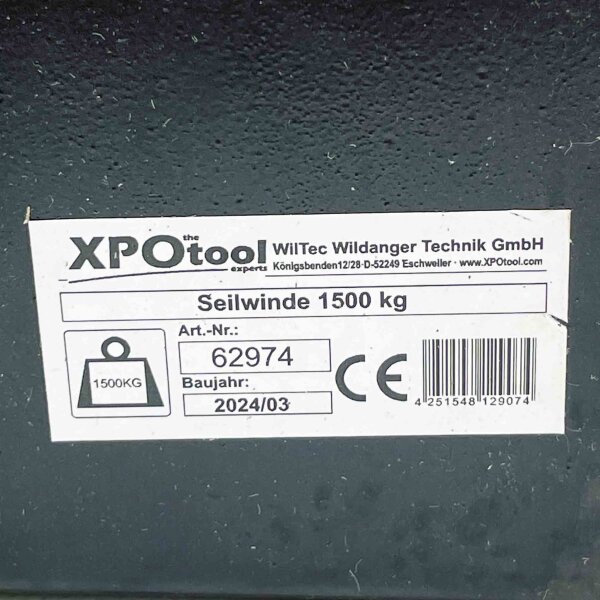 the
XPOtool
experts
WilTec Wildanger Technik GmbH
Königsbenden12/28·D-52249 Eschweiler · www.XPOtool.com
Seilwinde 1500 kg
1500KG
Art.-Nr.:
62974
Baujahr:
2024/03
CE
4 251548 129074